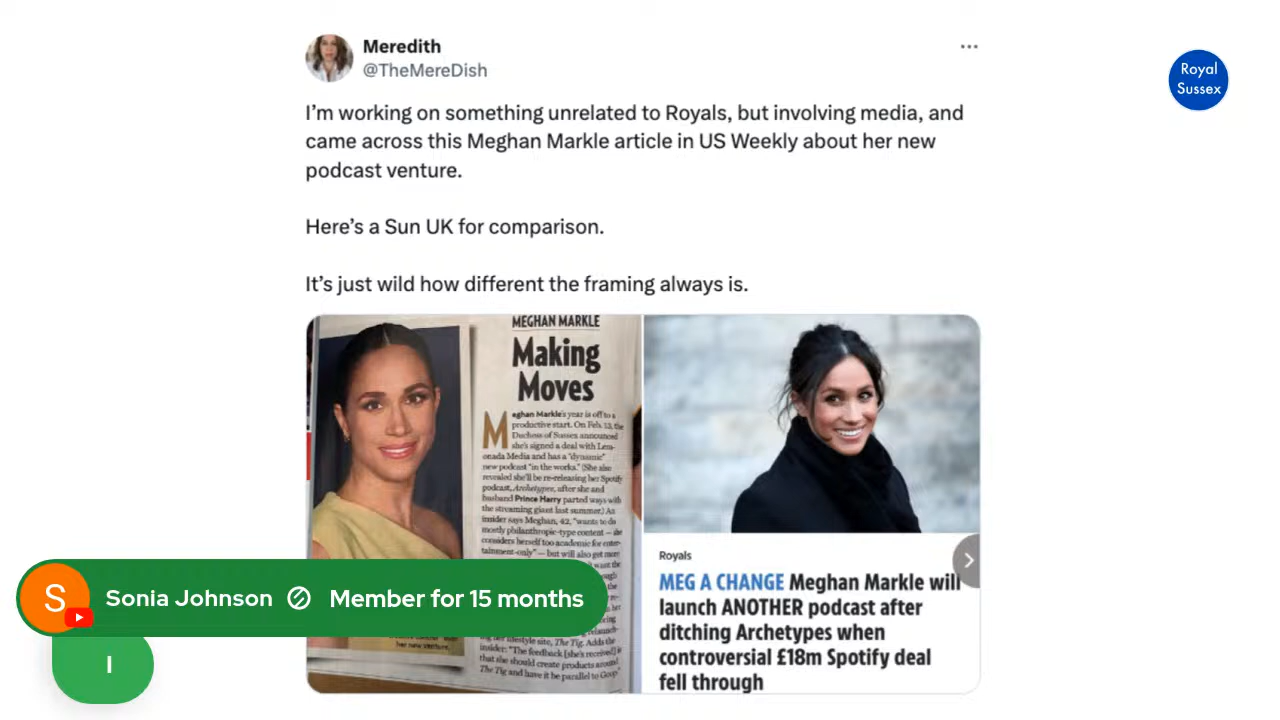 Meredith
@TheMereDish
Royal
Sussex
I'm working on something unrelated to Royals, but involving media, and
came across this Meghan Markle article in US Weekly about her new
podcast venture.
Here's a Sun UK for comparison.
It's just wild how different the framing always is.
MEGHAN MARKLE
Making
Moves
Meghan Markle's year is off to a
productive start. On Feb. 13, the
Duchess of Sussex announced
she's signed a deal with Lem-
onada Media and has a "dynamic"
new podcast "in the works." (She also
revealed she'll be re-releasing her Spotify
podcast, Archetypes, after she and
husband Prince Harry parted ways with
the streaming giant last summer.) An
insider says Meghan, 42, "wants to do
mostly philanthropic-type content — she
considers herself too academic for enter-
tainment-only" — but will also get more
her new venture.
ing her lifestyle site, The Tig. Adds the
insider: "The feedback [she's received] is
that she should create products around
The Tig and have it be parallel to Goop."
Royals
MEG A CHANGE Meghan Markle will
launch ANOTHER podcast after
ditching Archetypes when
controversial £18m Spotify deal
fell through
S
Sonia Johnson
Member for 15 months
I